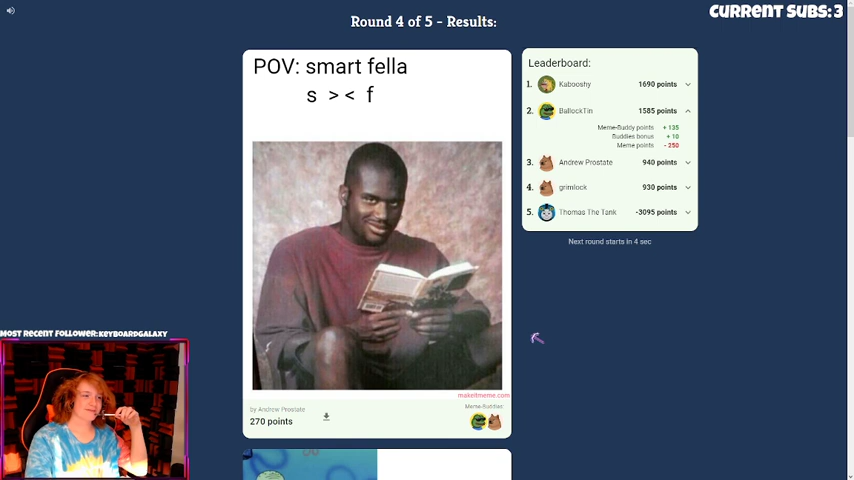 CURRENT SUBS: 3
Round 4 of 5 - Results:
POV: smart fella
s > < f
makeitmeme.com
by Andrew Prostate
270 points
Meme-Buddies:
Leaderboard:
1. Kabooshy 1690 points
2. BallockTin 1585 points
Meme-Buddy points + 135
Buddies bonus + 10
Meme points - 250
3. Andrew Prostate 940 points
4. grimlock 930 points
5. Thomas The Tank -3095 points
Next round starts in 4 sec
MOST RECENT FOLLOWER:KEYBOARDGALAXY